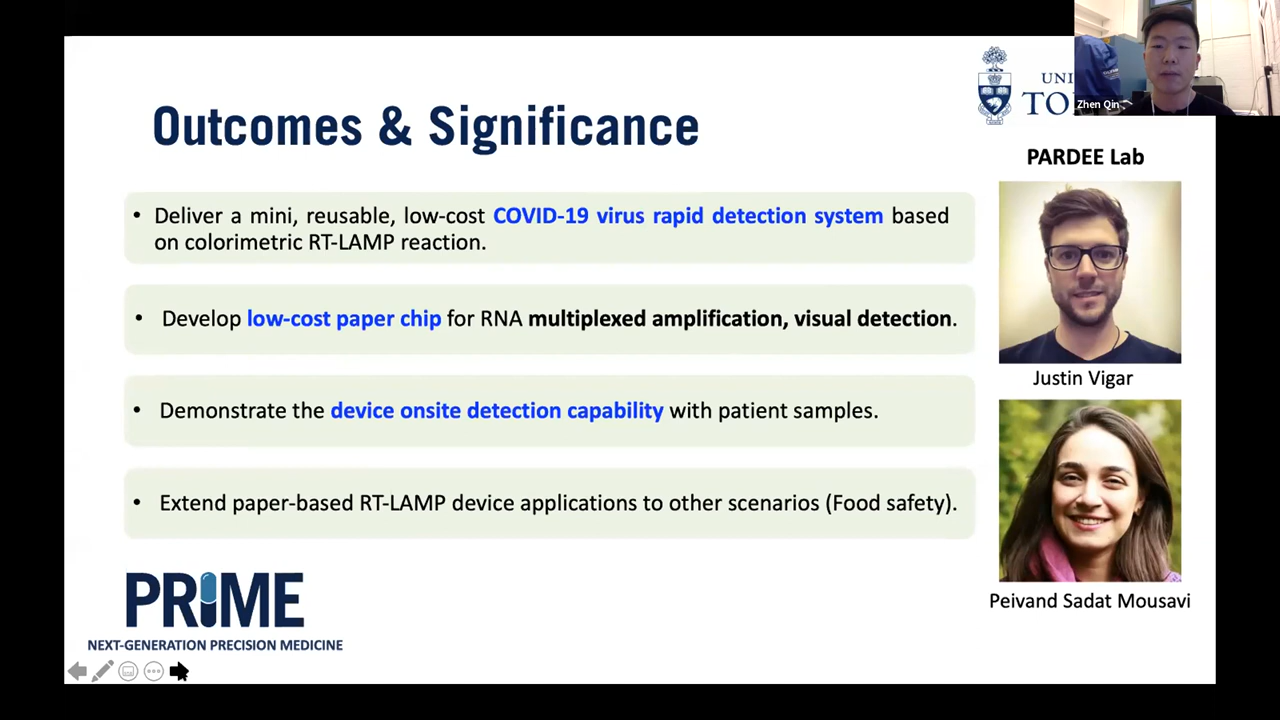 UNI
TO
Zhen Qin
Outcomes & Significance
PARDEE Lab
• Deliver a mini, reusable, low-cost COVID-19 virus rapid detection system based
on colorimetric RT-LAMP reaction.
• Develop low-cost paper chip for RNA multiplexed amplification, visual detection.
Justin Vigar
• Demonstrate the device onsite detection capability with patient samples.
• Extend paper-based RT-LAMP device applications to other scenarios (Food safety).
Peivand Sadat Mousavi
PRIME
NEXT-GENERATION PRECISION MEDICINE